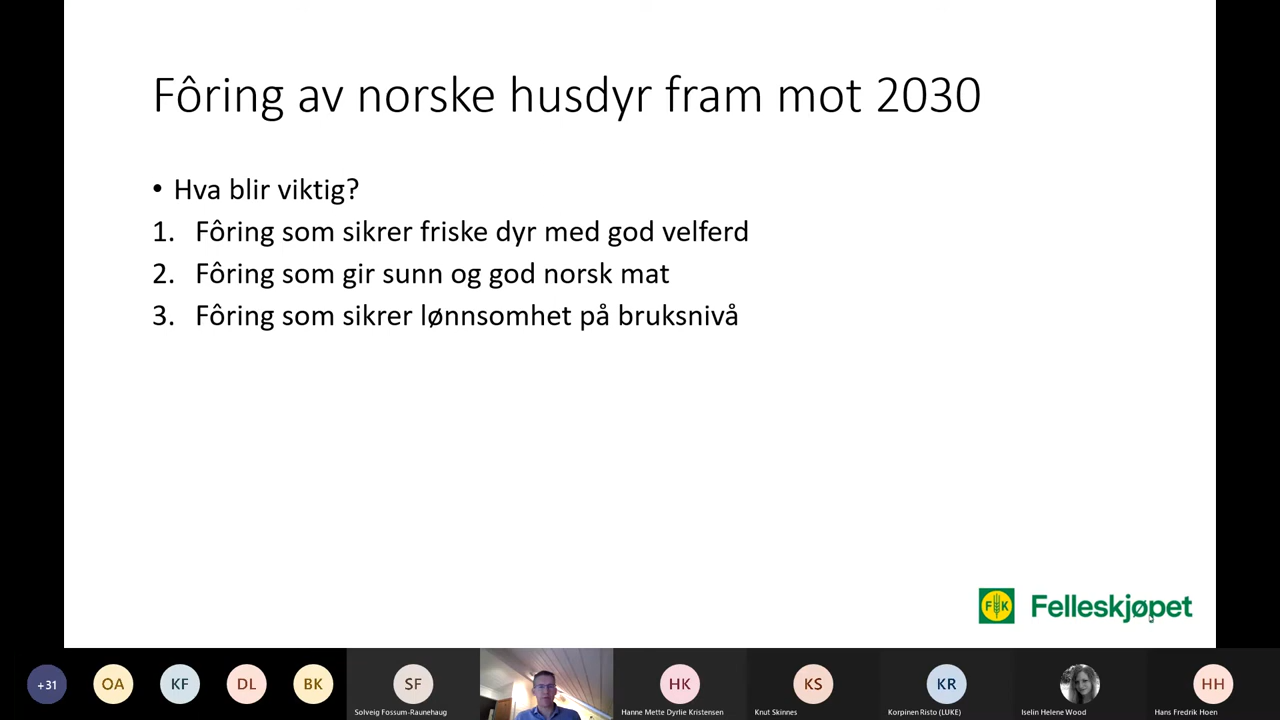 Fôring av norske husdyr fram mot 2030
• Hva blir viktig?
1. Fôring som sikrer friske dyr med god velferd
2. Fôring som gir sunn og god norsk mat
3. Fôring som sikrer lønnsomhet på bruksnivå
FK Felleskjøpet
+31
OA
KF
DL
BK
SF
Solveig Fossum-Raunehaug
HK
Hanne Mette Dyrlie Kristensen
KS
Knut Skinnes
KR
Korpinen Risto (LUKE)
Iselin Helene Wood
HH
Hans Fredrik Hoen